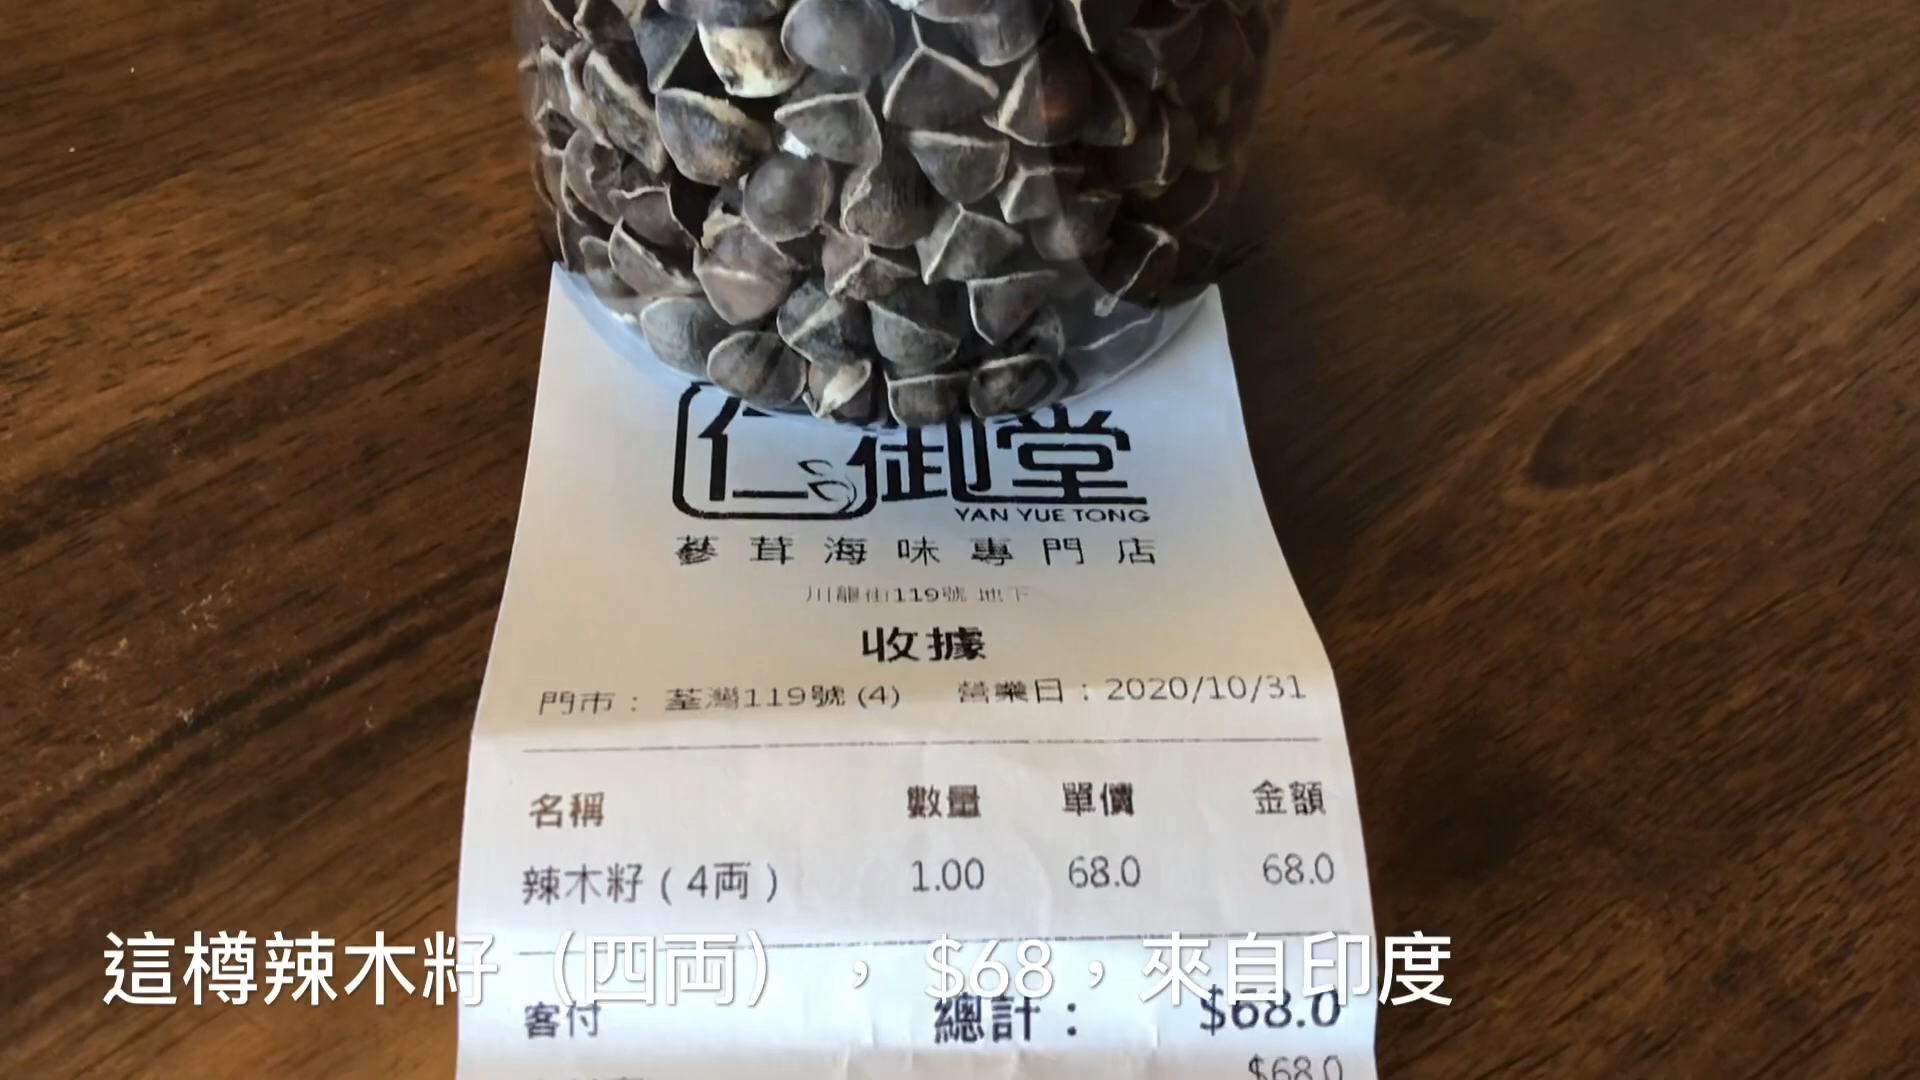 仁御堂
YAN YUE TONG
蔘茸海味專門店
川龍街119號 地下
收據
門市： 荃灣119號 (4) 營業日：2020/10/31
名稱 數量 單價 金額
辣木籽（4両） 1.00 68.0 68.0
這樽辣木籽（四両），$68，來自印度
客付 總計： $68.0
$68.0